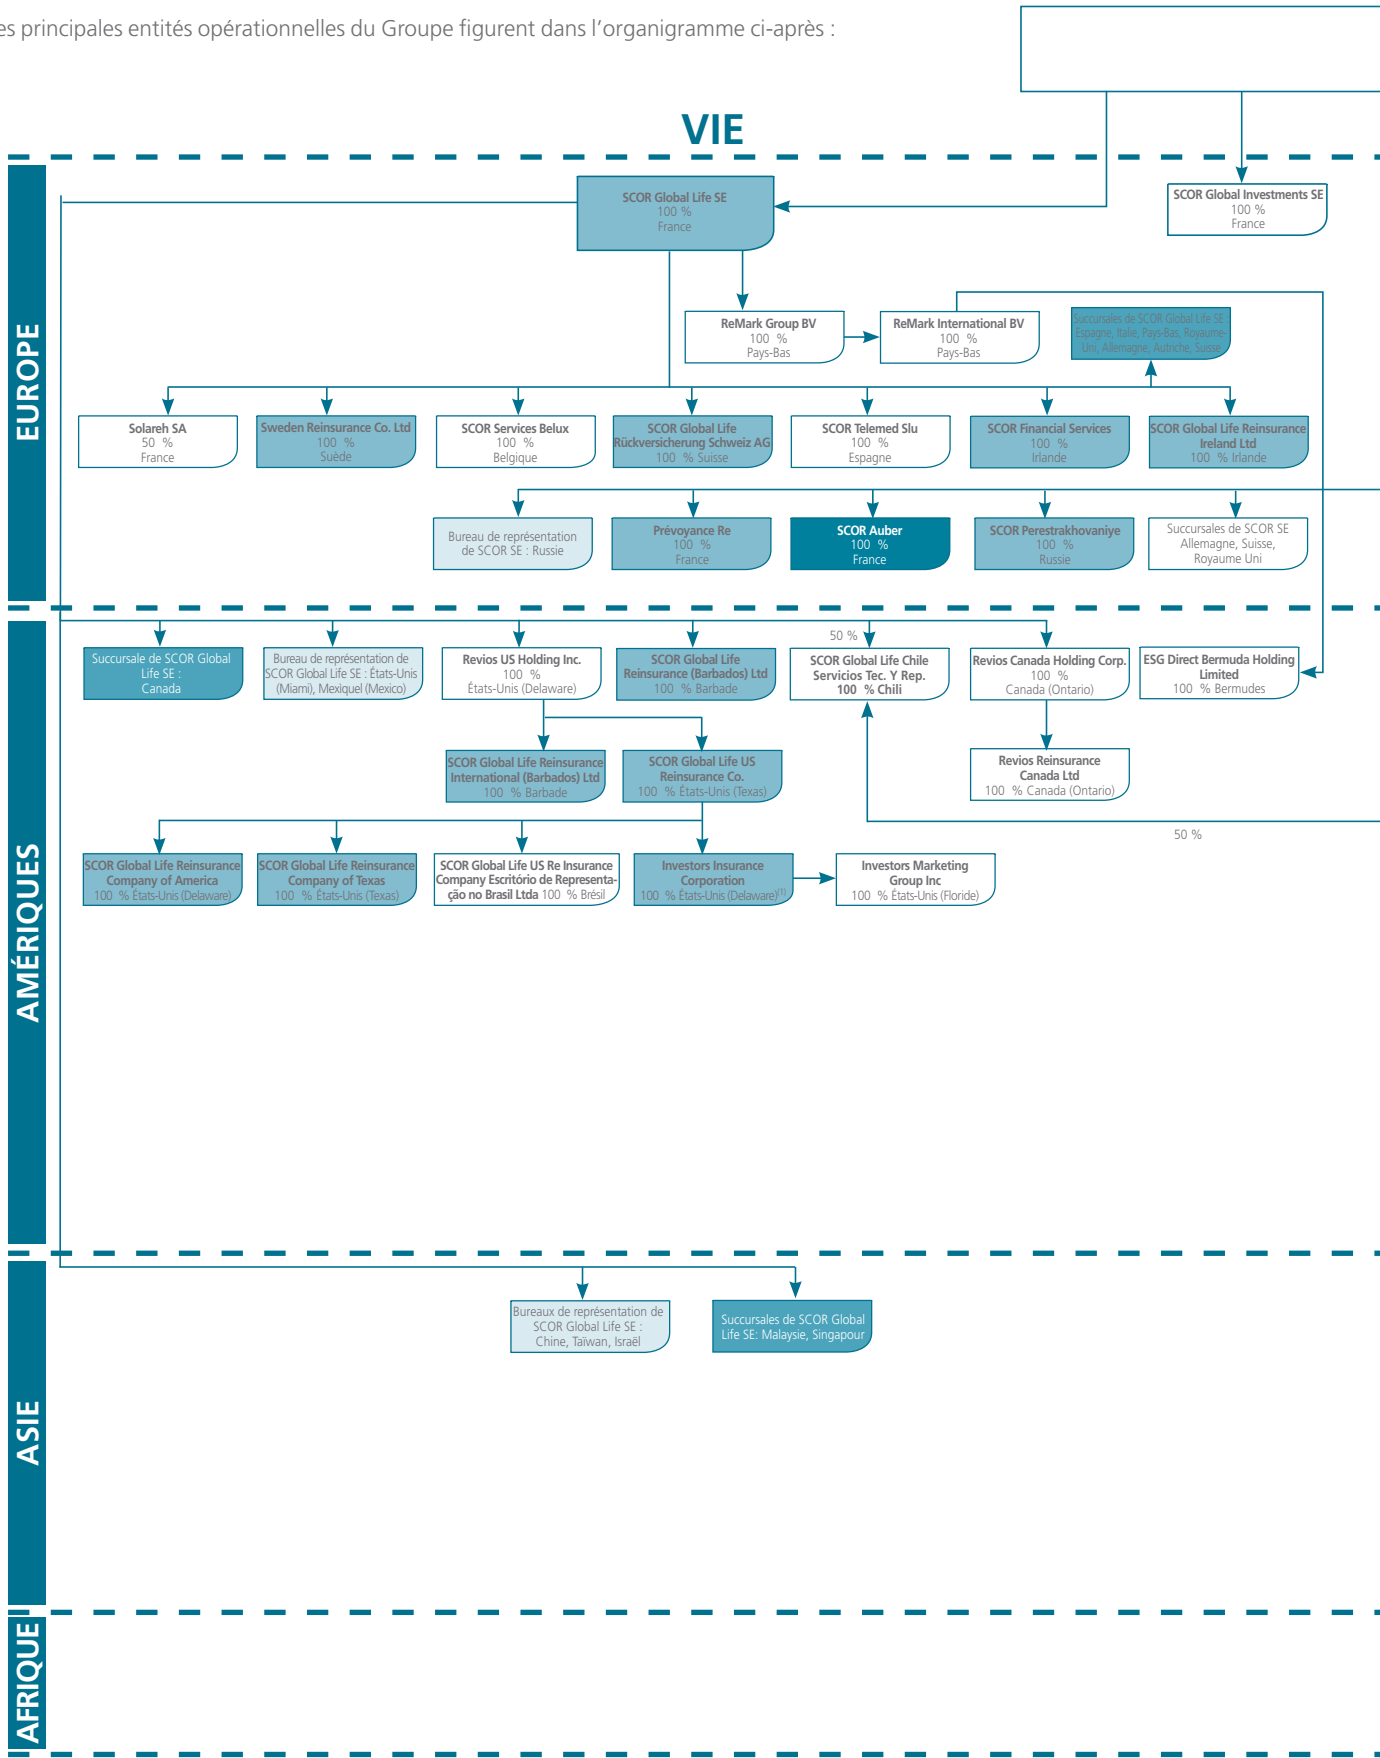 es principales entités opérationnelles du Groupe figurent dans l'organigramme ci-après :
VIE
EUROPE
SCOR Global Life SE
100 %
France
SCOR Global Investments SE
100 %
France
ReMark Group BV
100 %
Pays-Bas
ReMark International BV
100 %
Pays-Bas
Succursales de SCOR Global Life SE :
Espagne, Italie, Pays-Bas, Royaume-
Uni, Allemagne, Autriche, Suisse
Solareh SA
50 %
France
Sweden Reinsurance Co. Ltd
100 %
Suède
SCOR Services Belux
100 %
Belgique
SCOR Global Life
Rückversicherung Schweiz AG
100 % Suisse
SCOR Telemed Slu
100 %
Espagne
SCOR Financial Services
100 %
Irlande
SCOR Global Life Reinsurance
Ireland Ltd
100 % Irlande
Bureau de représentation
de SCOR SE : Russie
Prévoyance Re
100 %
France
SCOR Auber
100 %
France
SCOR Perestrakhovaniye
100 %
Russie
Succursales de SCOR SE
Allemagne, Suisse,
Royaume Uni
AMÉRIQUES
50 %
Succursale de SCOR Global
Life SE :
Canada
Bureau de représentation de
SCOR Global Life SE : États-Unis
(Miami), Mexiquel (Mexico)
Revios US Holding Inc.
100 %
États-Unis (Delaware)
SCOR Global Life
Reinsurance (Barbados) Ltd
100 % Barbade
SCOR Global Life Chile
Servicios Tec. Y Rep.
100 % Chili
Revios Canada Holding Corp.
100 %
Canada (Ontario)
ESG Direct Bermuda Holding
Limited
100 % Bermudes
SCOR Global Life Reinsurance
International (Barbados) Ltd
100 % Barbade
SCOR Global Life US
Reinsurance Co.
100 % États-Unis (Texas)
Revios Reinsurance
Canada Ltd
100 % Canada (Ontario)
50 %
SCOR Global Life Reinsurance
Company of America
100 % États-Unis (Delaware)
SCOR Global Life Reinsurance
Company of Texas
100 % États-Unis (Texas)
SCOR Global Life US Re Insurance
Company Escritório de Representa-
ção no Brasil Ltda 100 % Brésil
Investors Insurance
Corporation
100 % États-Unis (Delaware)(1)
Investors Marketing
Group Inc
100 % États-Unis (Floride)
ASIE
Bureaux de représentation de
SCOR Global Life SE :
Chine, Taïwan, Israël
Succursales de SCOR Global
Life SE: Malaysie, Singapour
AFRIQUE